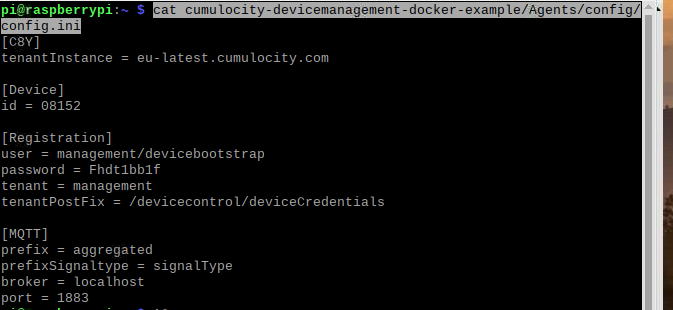 pi@raspberrypi:~ $ cat cumulocity-devicemanagement-docker-example/Agents/config/
config.ini
[C8Y]
tenantInstance = eu-latest.cumulocity.com
[Device]
id = 08152
[Registration]
user = management/devicebootstrap
password = Fhdt1bb1f
tenant = management
tenantPostFix = /devicecontrol/deviceCredentials
[MQTT]
prefix = aggregated
prefixSignaltype = signalType
broker = localhost
port = 1883